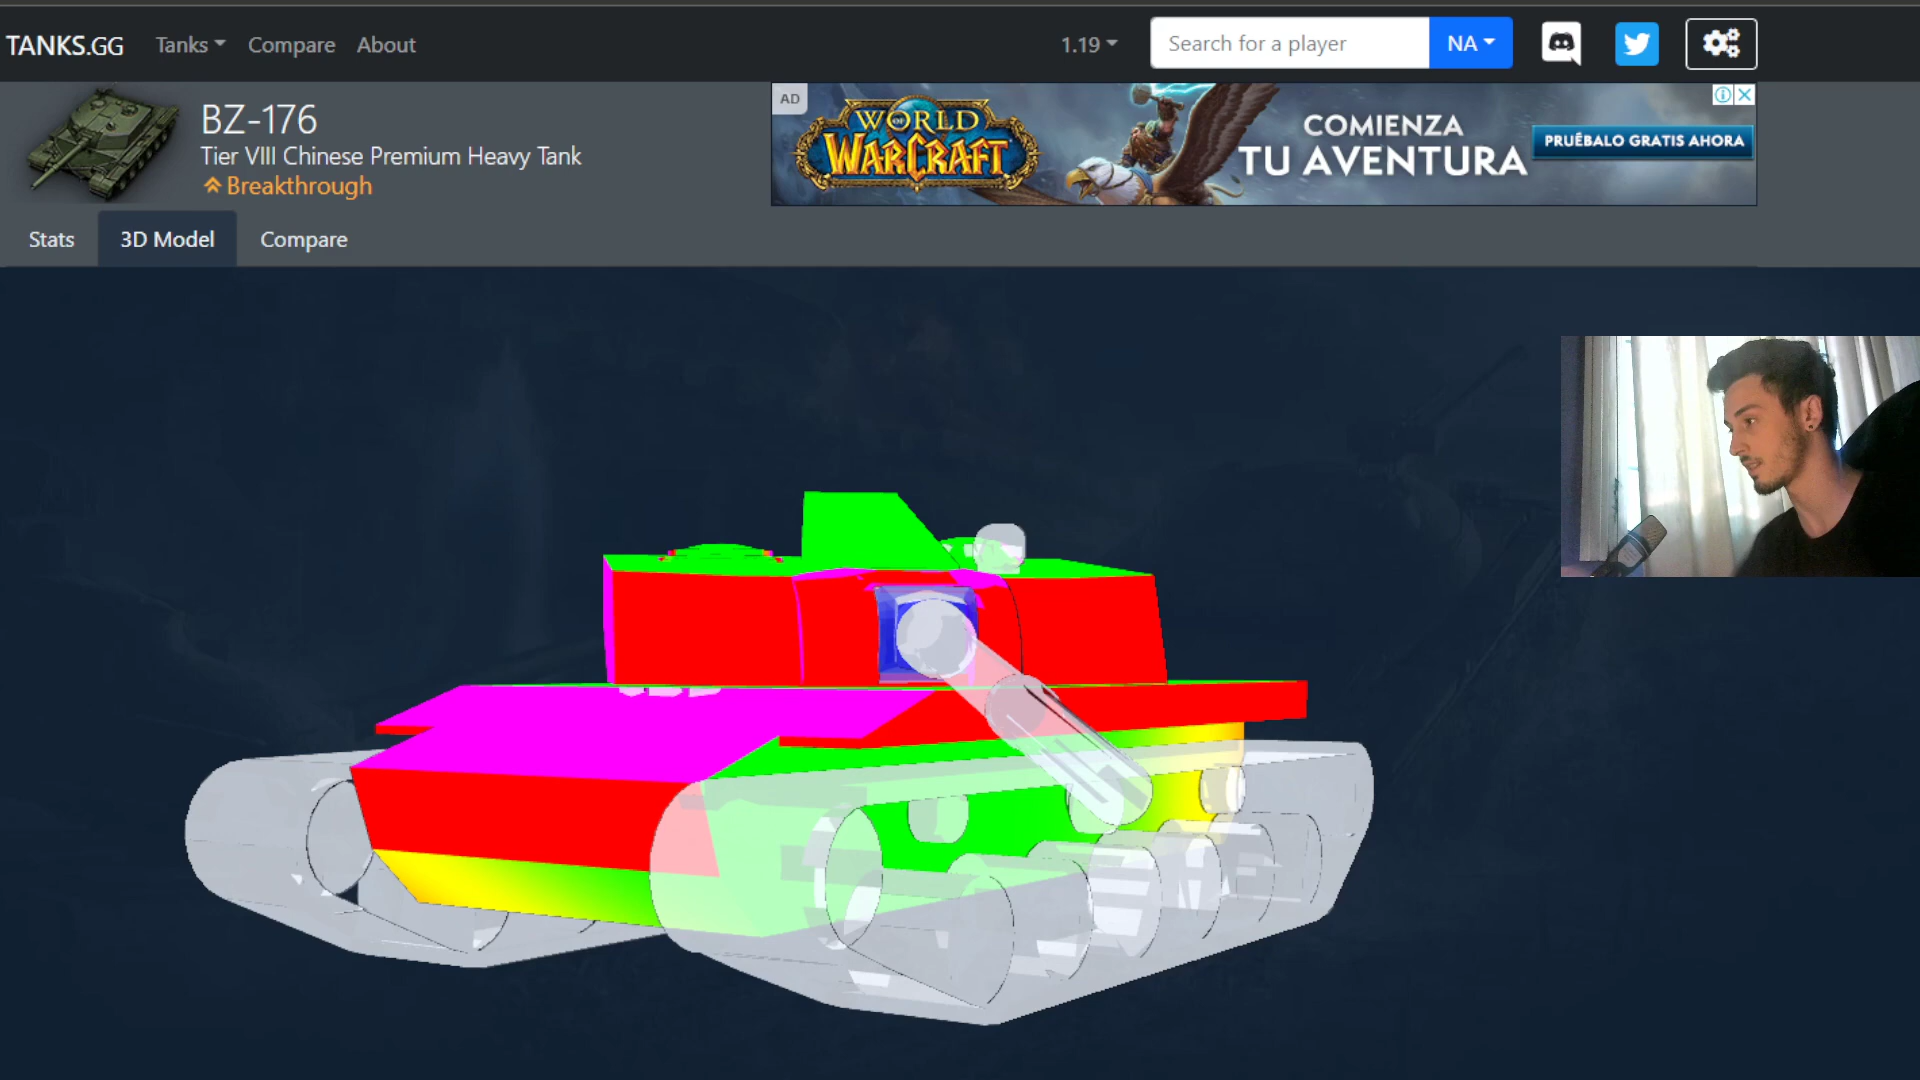 TANKS.GG Tanks Compare About 1.19 Search for a player NA
BZ-176
Tier VIII Chinese Premium Heavy Tank
Breakthrough
AD
WORLD OF WARCRAFT
COMIENZA
TU AVENTURA
PRUÉBALO GRATIS AHORA
Stats 3D Model Compare